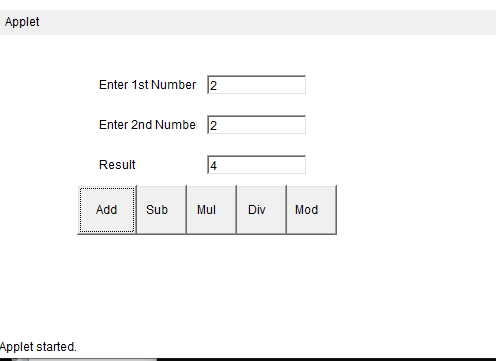 Applet
Enter 1st Number 2
Enter 2nd Numbe 2
Result 4
Add Sub Mul Div Mod
Applet started.